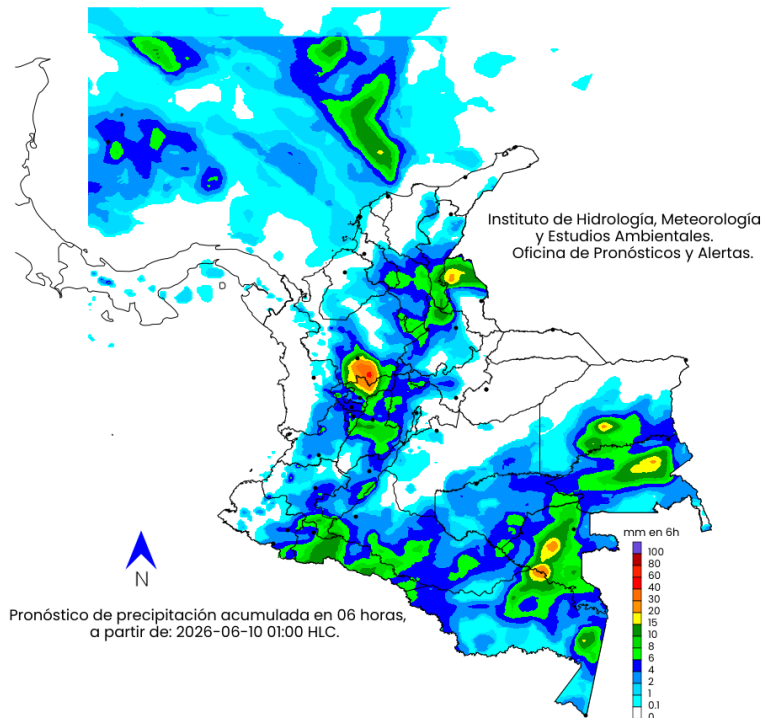 Instituto de Hidrología, Meteorología
y Estudios Ambientales.
Oficina de Pronósticos y Alertas.
mm en 6h
100
80
60
40
30
20
15
10
8
6
4
2
1
0.1
0
N
Pronóstico de precipitación acumulada en 06 horas,
a partir de: 2026-06-10 01:00 HLC.